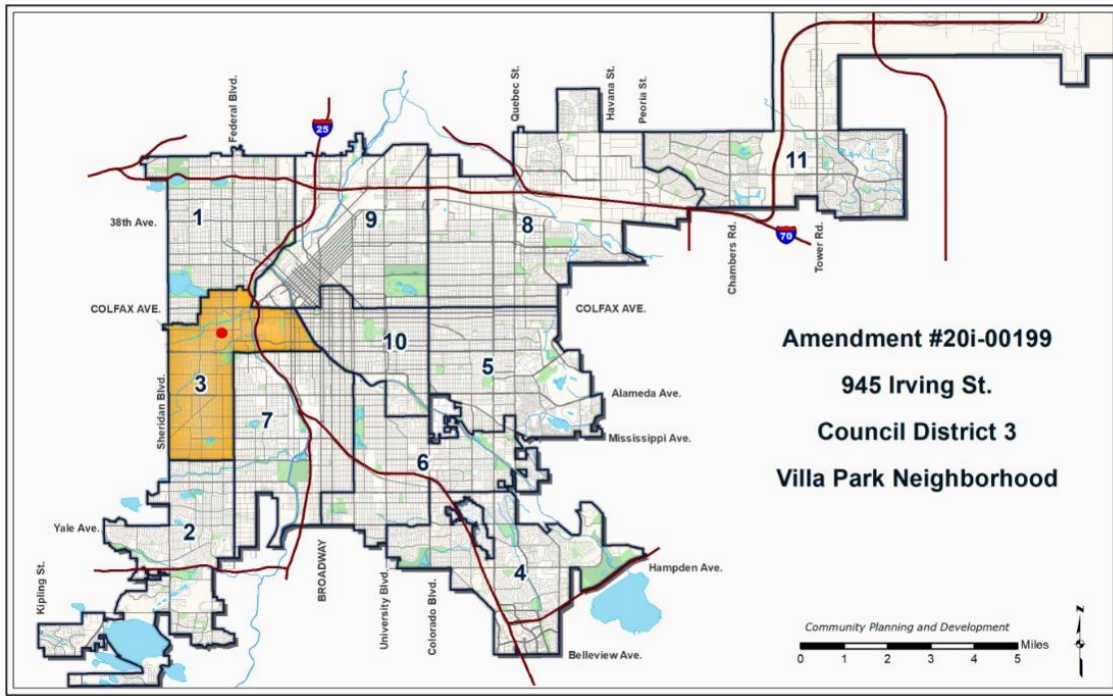 Federal Blvd.
Quebec St.
Havana St.
Peoria St.
25
11
1
38th Ave.
9
8
Chambers Rd.
Tower Rd.
70
COLFAX AVE.
COLFAX AVE.
10
Amendment #20i-00199
945 Irving St.
Council District 3
Villa Park Neighborhood
Sheridan Blvd.
3
5
Alameda Ave.
7
Mississippi Ave.
6
Yale Ave.
2
BROADWAY
University Blvd.
Colorado Blvd.
4
Hampden Ave.
Kipling St.
Belleview Ave.
Community Planning and Development
Miles
0 1 2 3 4 5
N